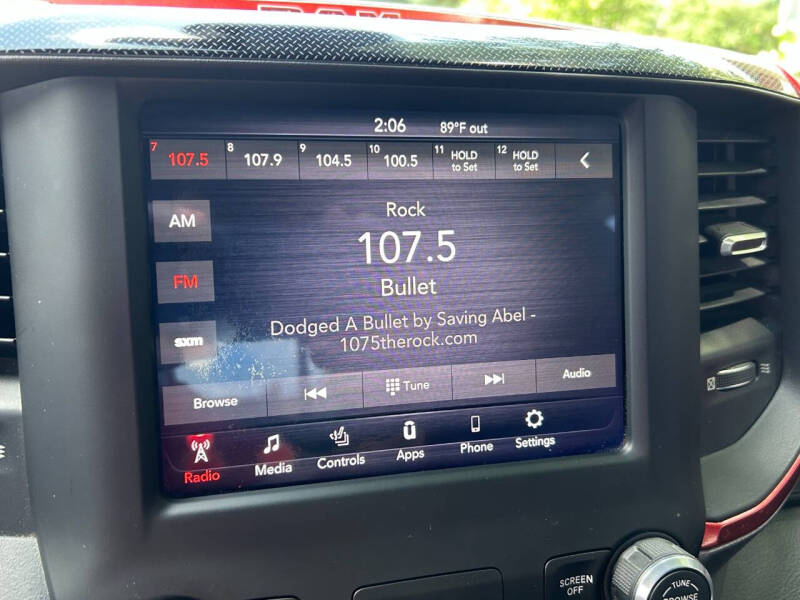 RAM
2:06 89°F out
7 107.5 8 107.9 9 104.5 10 100.5 11 HOLD to Set 12 HOLD to Set <
AM
FM
sxm
Rock
107.5
Bullet
Dodged A Bullet by Saving Abel -
1075therock.com
Browse Tune Audio
Radio Media Controls Apps Phone Settings
SCREEN
OFF
TUNE
BROWSE